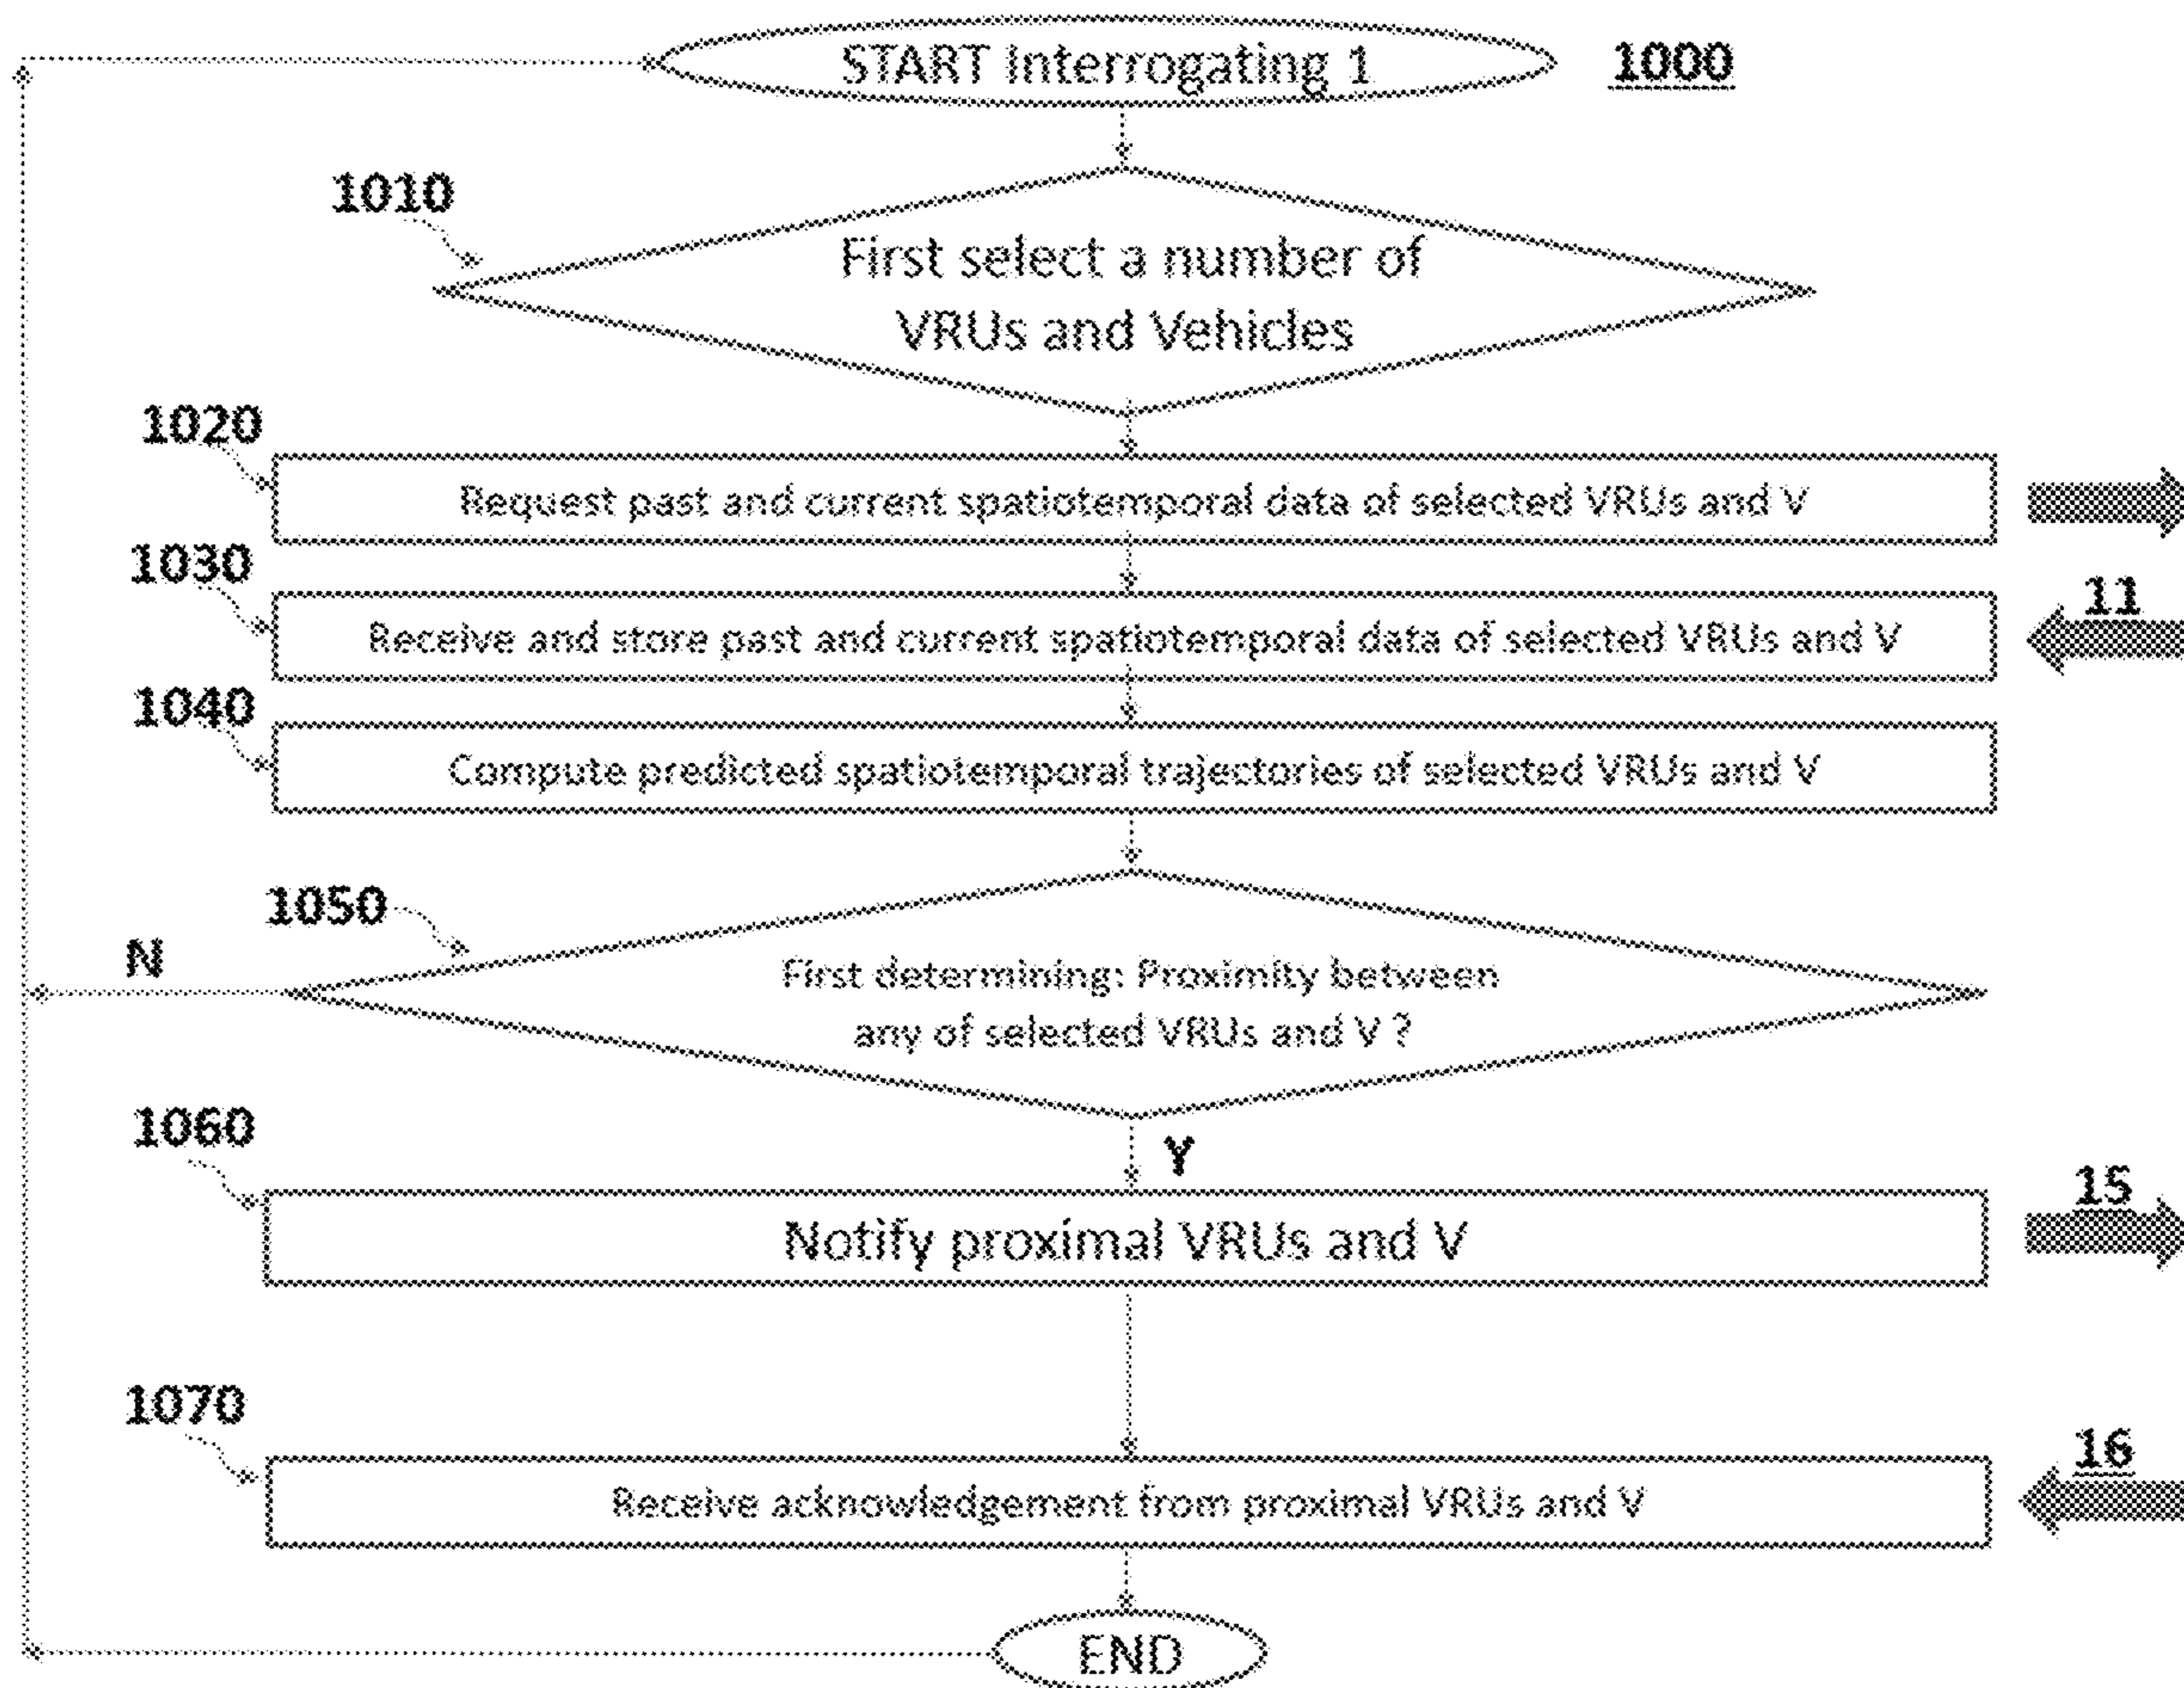 START Interrogating 1
1000
1010
First select a number of
VRUs and Vehicles
1020
Request past and current spatiotemporal data of selected VRUs and V
1030
11
Receive and store past and current spatiotemporal data of selected VRUs and V
1040
Compute predicted spatiotemporal trajectories of selected VRUs and V
1050
N
First determining: Proximity between
any of selected VRUs and V ?
1060
Y
15
Notify proximal VRUs and V
1070
16
Receive acknowledgement from proximal VRUs and V
END